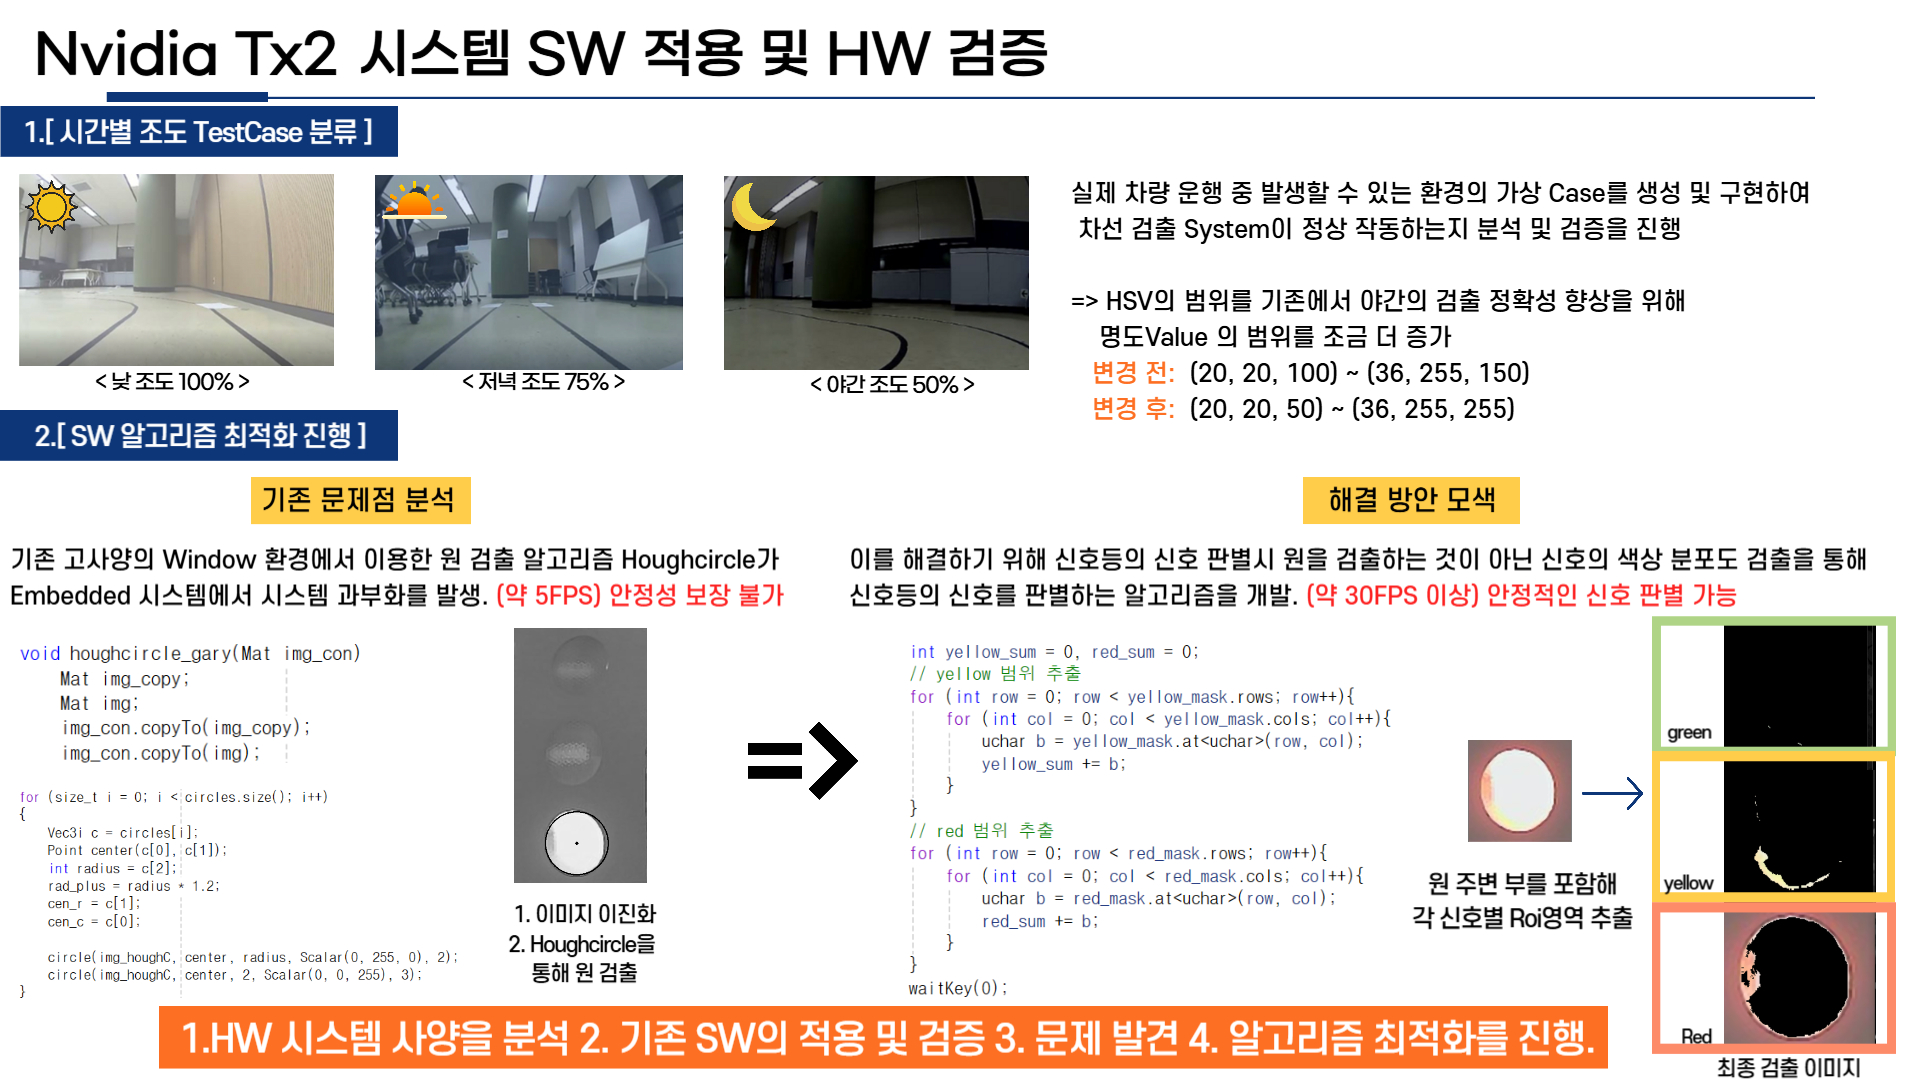 Nvidia Tx2 시스템 SW 적용 및 HW 검증
1.[ 시간별 조도 TestCase 분류 ]
< 낮 조도 100% >
< 저녁 조도 75% >
< 야간 조도 50% >
실제 차량 운행 중 발생할 수 있는 환경의 가상 Case를 생성 및 구현하여
차선 검출 System이 정상 작동하는지 분석 및 검증을 진행
=> HSV의 범위를 기존에서 야간의 검출 정확성 향상을 위해
명도Value 의 범위를 조금 더 증가
변경 전: (20, 20, 100) ~ (36, 255, 150)
변경 후: (20, 20, 50) ~ (36, 255, 255)
2.[ SW 알고리즘 최적화 진행 ]
기존 문제점 분석
기존 고사양의 Window 환경에서 이용한 원 검출 알고리즘 Houghcircle가
Embedded 시스템에서 시스템 과부화를 발생. (약 5FPS) 안정성 보장 불가
void houghcircle_gary(Mat img_con)
Mat img_copy;
Mat img;
img_con.copyTo(img_copy);
img_con.copyTo(img);
for (size_t i = 0; i < circles.size(); i++)
{
Vec3i c = circles[i];
Point center(c[0], c[1]);
int radius = c[2];
rad_plus = radius * 1.2;
cen_r = c[1];
cen_c = c[0];
circle(img_houghC, center, radius, Scalar(0, 255, 0), 2);
circle(img_houghC, center, 2, Scalar(0, 0, 255), 3);
}
1. 이미지 이진화
2. Houghcircle을
통해 원 검출
해결 방안 모색
이를 해결하기 위해 신호등의 신호 판별시 원을 검출하는 것이 아닌 신호의 색상 분포도 검출을 통해
신호등의 신호를 판별하는 알고리즘을 개발. (약 30FPS 이상) 안정적인 신호 판별 가능
int yellow_sum = 0, red_sum = 0;
// yellow 범위 추출
for (int row = 0; row < yellow_mask.rows; row++){
for (int col = 0; col < yellow_mask.cols; col++){
uchar b = yellow_mask.at<uchar>(row, col);
yellow_sum += b;
}
}
// red 범위 추출
for (int row = 0; row < red_mask.rows; row++){
for (int col = 0; col < red_mask.cols; col++){
uchar b = red_mask.at<uchar>(row, col);
red_sum += b;
}
}
waitKey(0);
원 주변 부를 포함해
각 신호별 Roi영역 추출
green
yellow
Red
최종 검출 이미지
1.HW 시스템 사양을 분석 2. 기존 SW의 적용 및 검증 3. 문제 발견 4. 알고리즘 최적화를 진행.